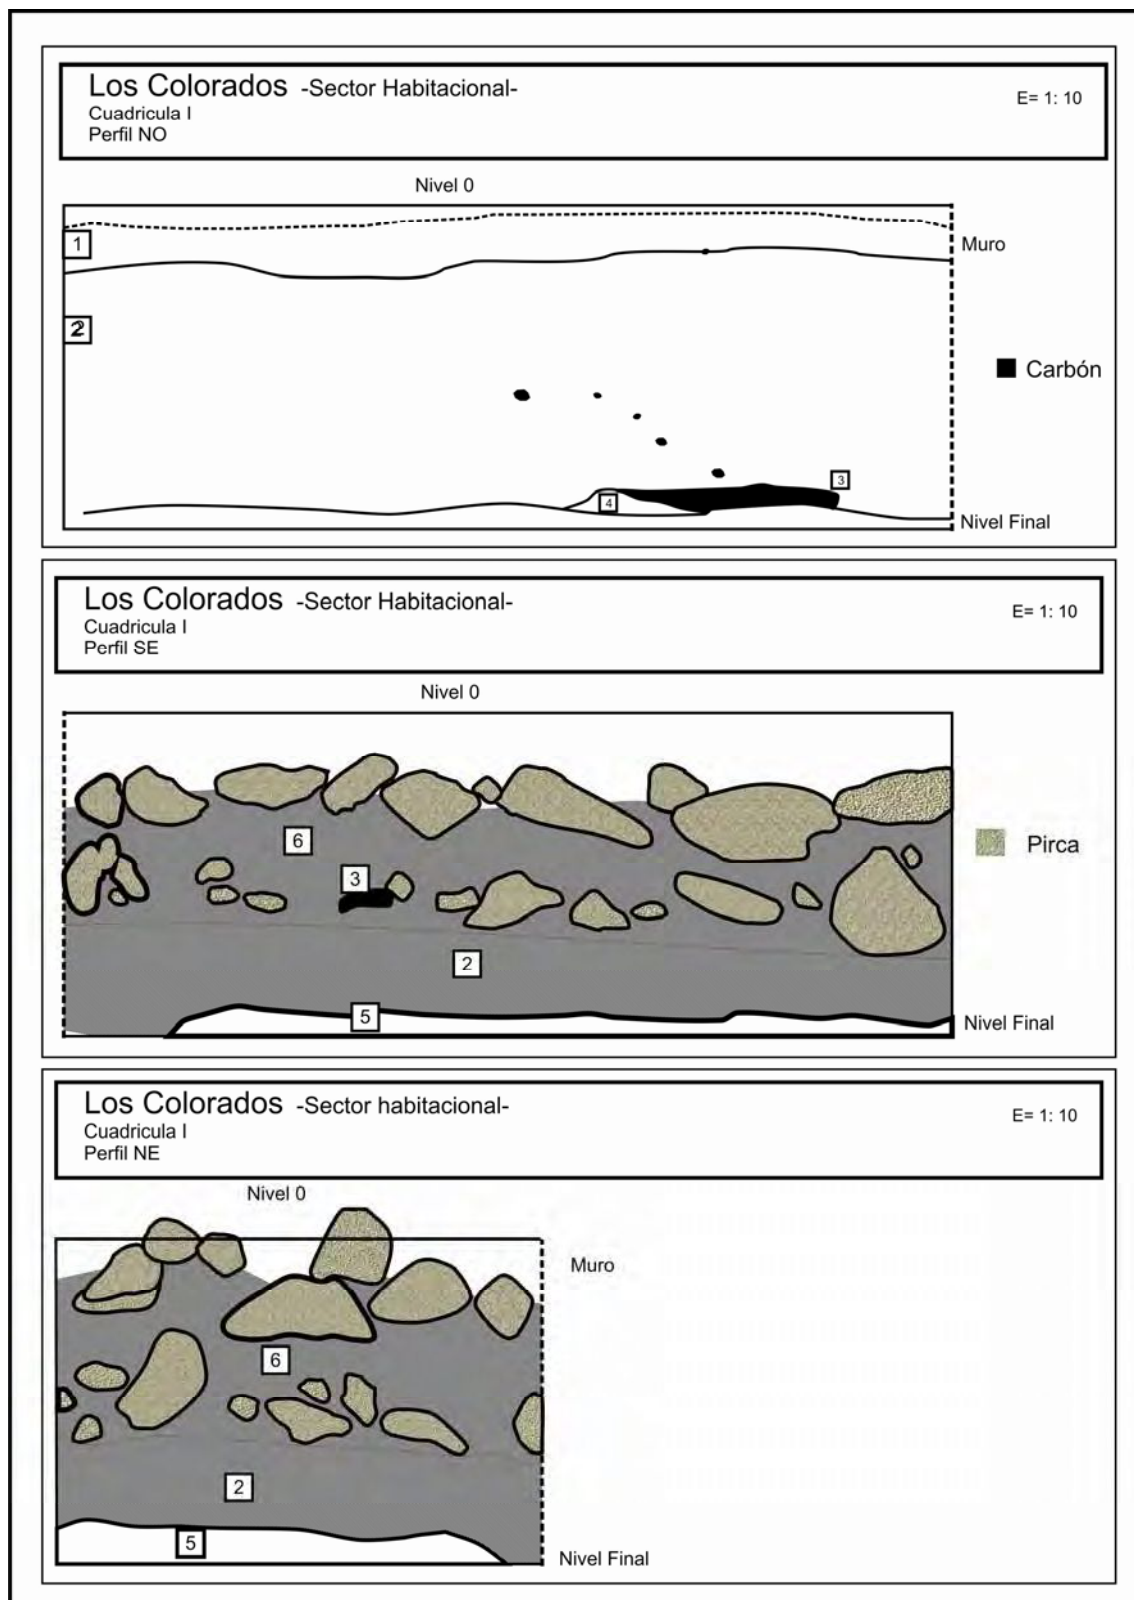 Los Colorados -Sector Habitacional-
E= 1: 10
Cuadricula I
Perfil NO
Nivel 0
1
Muro
2
Carbón
3
4
Nivel Final
Los Colorados -Sector Habitacional-
E= 1: 10
Cuadricula I
Perfil SE
Nivel 0
6
Pirca
3
2
5
Nivel Final
Los Colorados -Sector habitacional-
E= 1: 10
Cuadricula I
Perfil NE
Nivel 0
Muro
6
2
5
Nivel Final